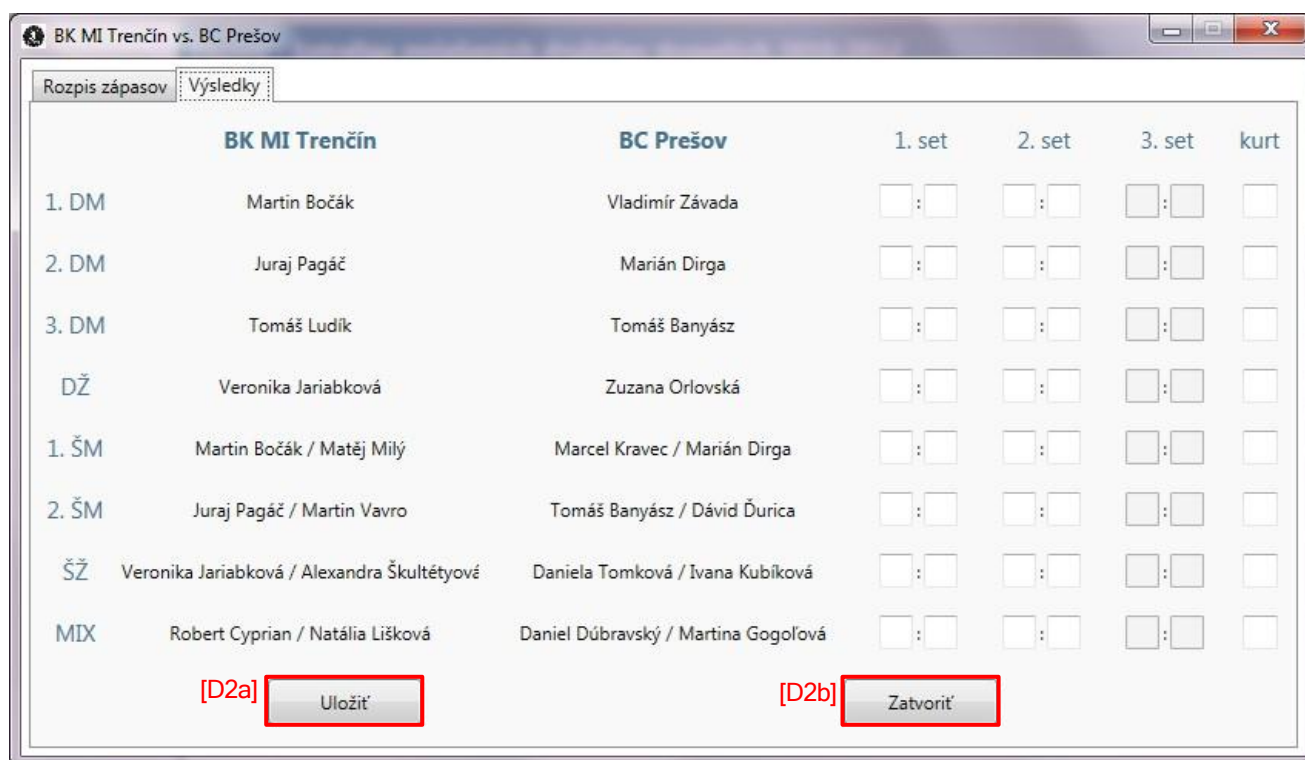 BK MI Trenčín vs. BC Prešov
Rozpis zápasov Výsledky
BK MI Trenčín BC Prešov 1. set 2. set 3. set kurt
1. DM Martin Bočák Vladimír Závada : : :
2. DM Juraj Pagáč Marián Dirga : : :
3. DM Tomáš Ludík Tomáš Banyász : : :
DŽ Veronika Jariabková Zuzana Orlovská : : :
1. ŠM Martin Bočák / Matěj Milý Marcel Kravec / Marián Dirga : : :
2. ŠM Juraj Pagáč / Martin Vavro Tomáš Banyász / Dávid Ďurica : : :
ŠŽ Veronika Jariabková / Alexandra Škultétyová Daniela Tomková / Ivana Kubíková : : :
MIX Robert Cyprian / Natália Lišková Daniel Dúbravský / Martina Gogoľová : : :
[D2a] Uložiť [D2b] Zatvoriť